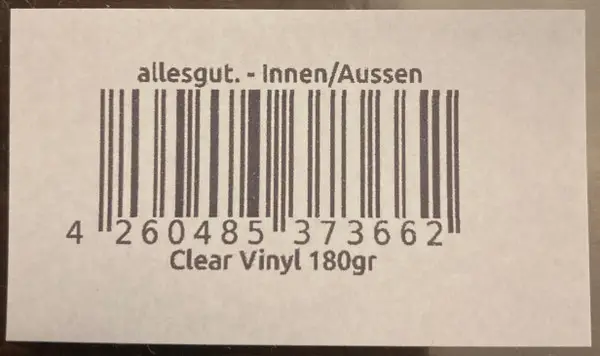 allesgut. - Innen/Aussen
4 260485 373662
Clear Vinyl 180gr